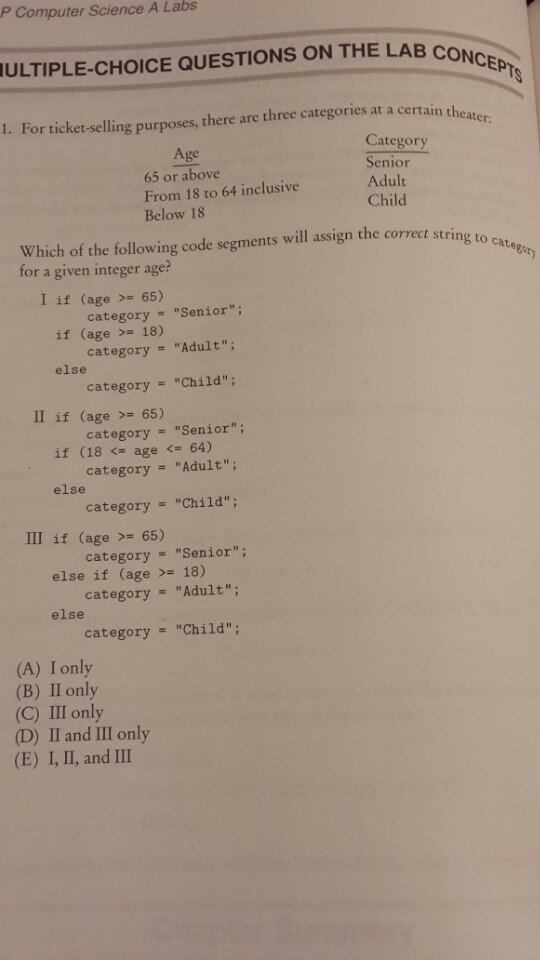 P Computer Science A Labs
ULTIPLE-CHOICE QUESTIONS ON THE LAB CONCEPTS
1. For ticket-selling purposes, there are three categories at a certain theater:
Age Category
65 or above Senior
From 18 to 64 inclusive Adult
Below 18 Child
Which of the following code segments will assign the correct string to category
for a given integer age?
I if (age >= 65)
category = "Senior";
if (age >= 18)
category = "Adult";
else
category = "Child";
II if (age >= 65)
category = "Senior";
if (18 <= age <= 64)
category = "Adult";
else
category = "Child";
III if (age >= 65)
category = "Senior";
else if (age >= 18)
category = "Adult";
else
category = "Child";
(A) I only
(B) II only
(C) III only
(D) II and III only
(E) I, II, and III
Chapter Summary